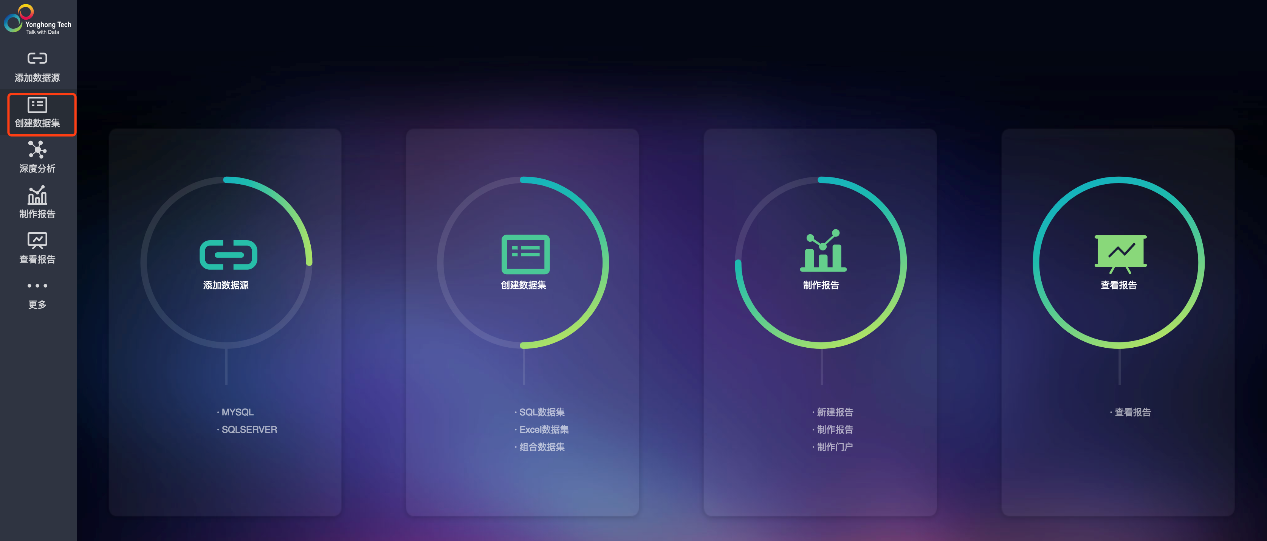 Yonghong Tech
Talk with Data
添加数据源
创建数据集
深度分析
制作报告
查看报告
更多
添加数据源
· MYSQL
· SQLSERVER
创建数据集
· SQL数据集
· Excel数据集
· 组合数据集
制作报告
· 新建报告
· 制作报告
· 制作门户
查看报告
· 查看报告